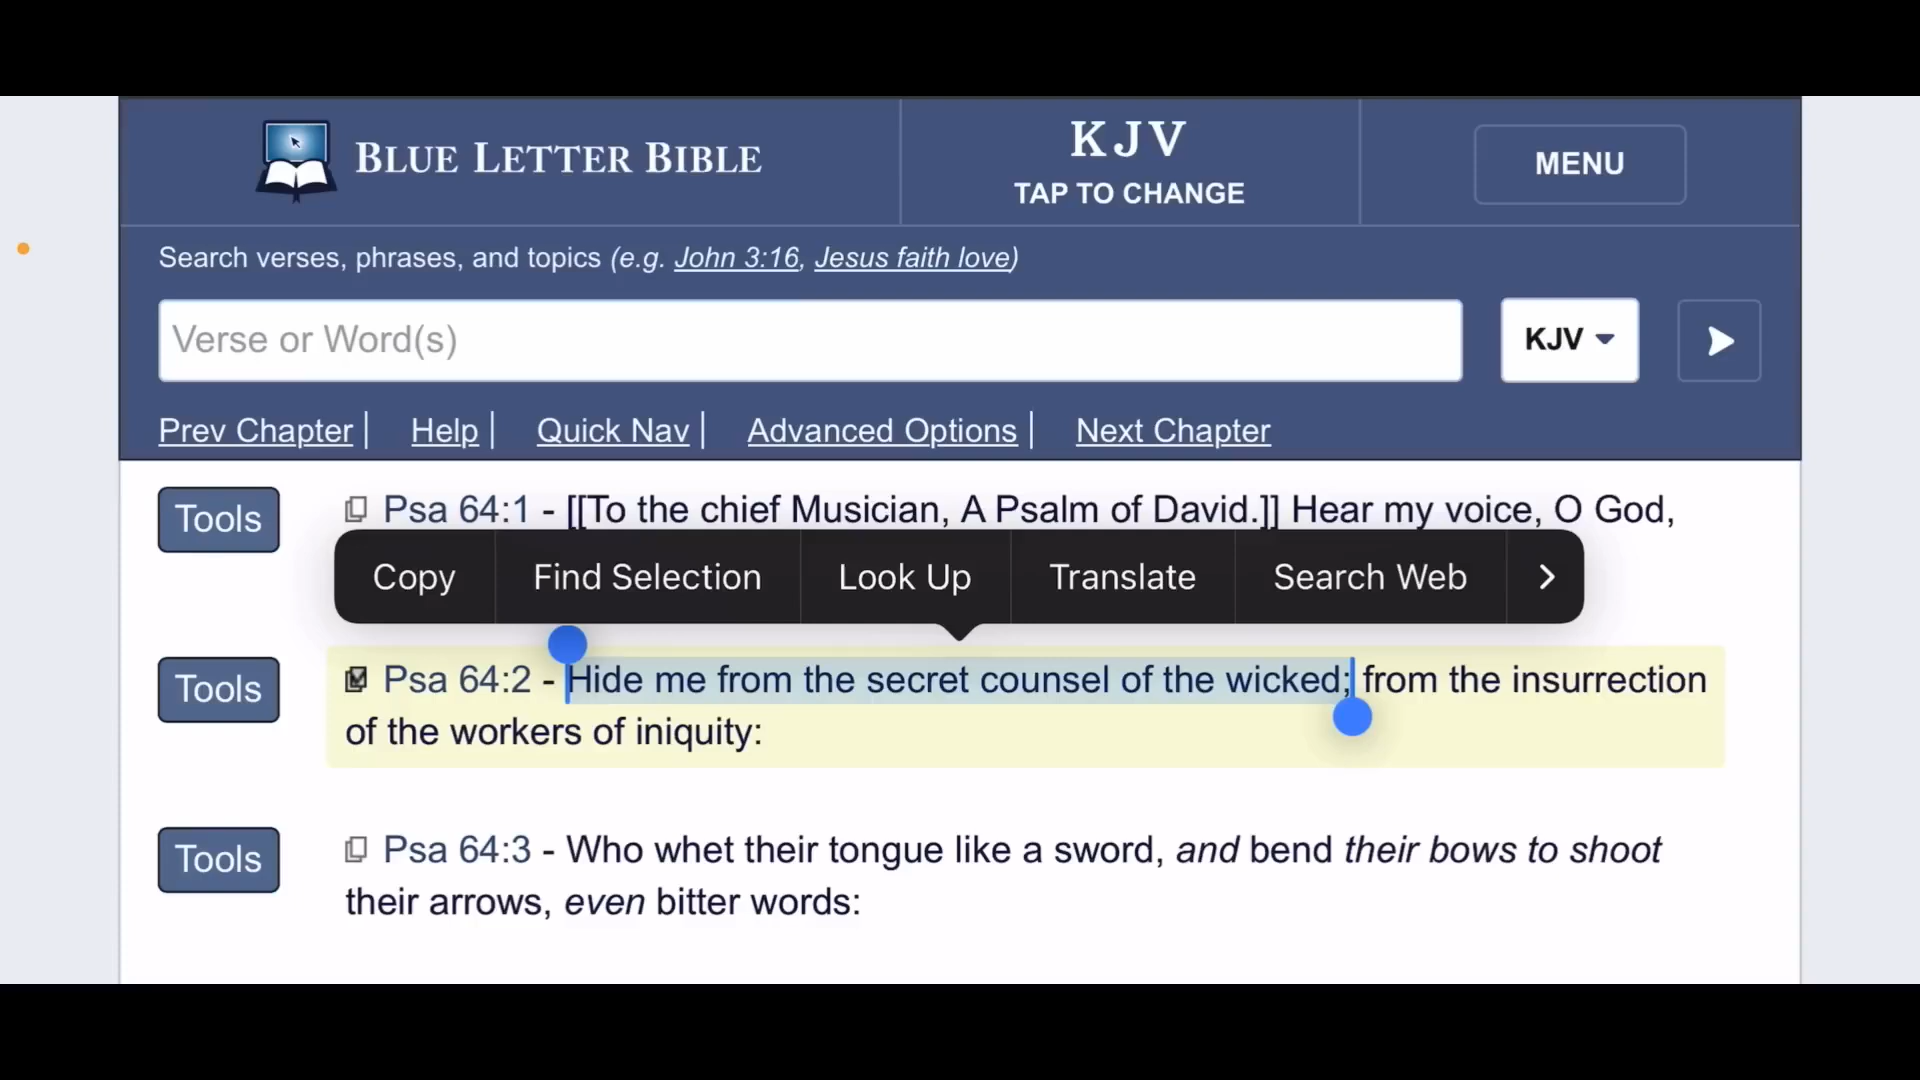 BLUE LETTER BIBLE
KJV
TAP TO CHANGE
MENU
Search verses, phrases, and topics (e.g. John 3:16, Jesus faith love)
Verse or Word(s)
KJV
Prev Chapter | Help | Quick Nav | Advanced Options | Next Chapter
Tools
Psa 64:1 - [[To the chief Musician, A Psalm of David.]] Hear my voice, O God,
Copy Find Selection Look Up Translate Search Web
Tools
Psa 64:2 - Hide me from the secret counsel of the wicked; from the insurrection
of the workers of iniquity:
Tools
Psa 64:3 - Who whet their tongue like a sword, and bend their bows to shoot
their arrows, even bitter words: